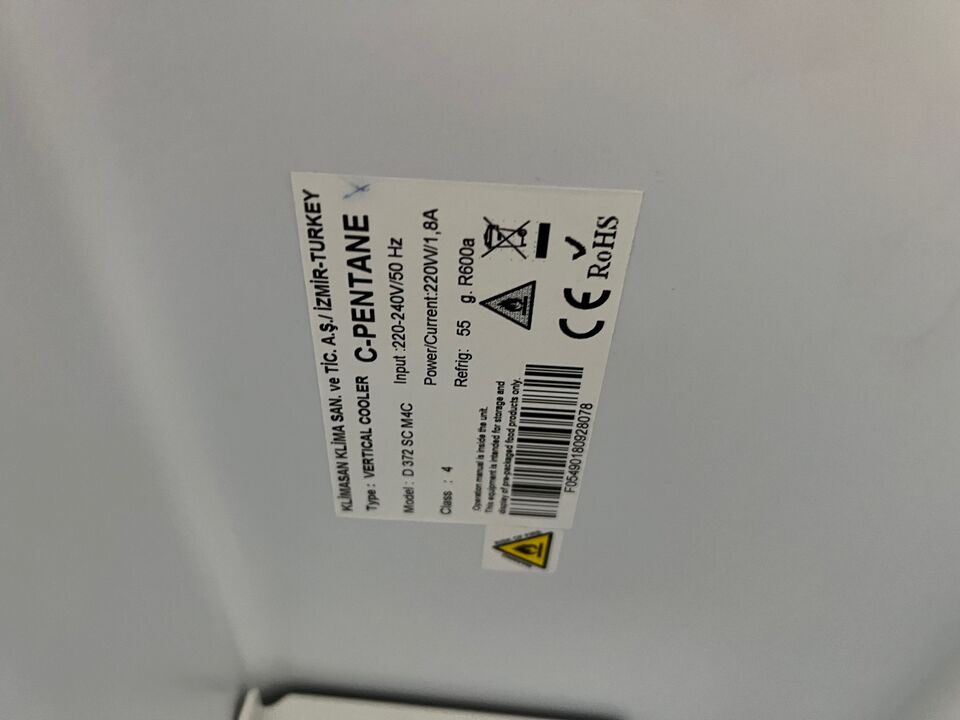 KLİMASAN KLİMA SAN. ve TİC. A.Ş./ İZMİR-TURKEY
Type : VERTICAL COOLER C-PENTANE
Model : D 372 SC M4C Input :220-240V/50 Hz
Power/Current:220W/1,8A
Class : 4 Refrig: 55 g. R600a
Operation manual is inside the unit.
This equipment is intended for storage and
display of pre-packaged food products only.
CE RoHS
F05490180928078